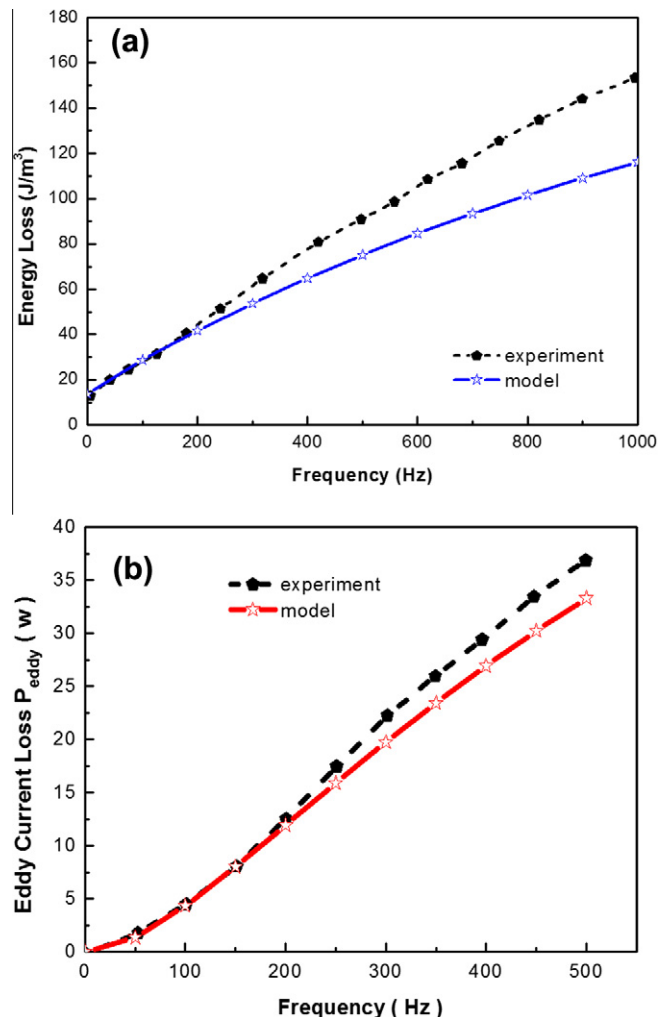 (a)
Energy Loss (J/m³)
180
160
140
120
100
80
60
40
20
0
experiment
model
0 200 400 600 800 1000
Frequency (Hz)
(b)
Eddy Current Loss P_eddy ( w )
40
35
30
25
20
15
10
5
0
experiment
model
0 100 200 300 400 500
Frequency ( Hz )